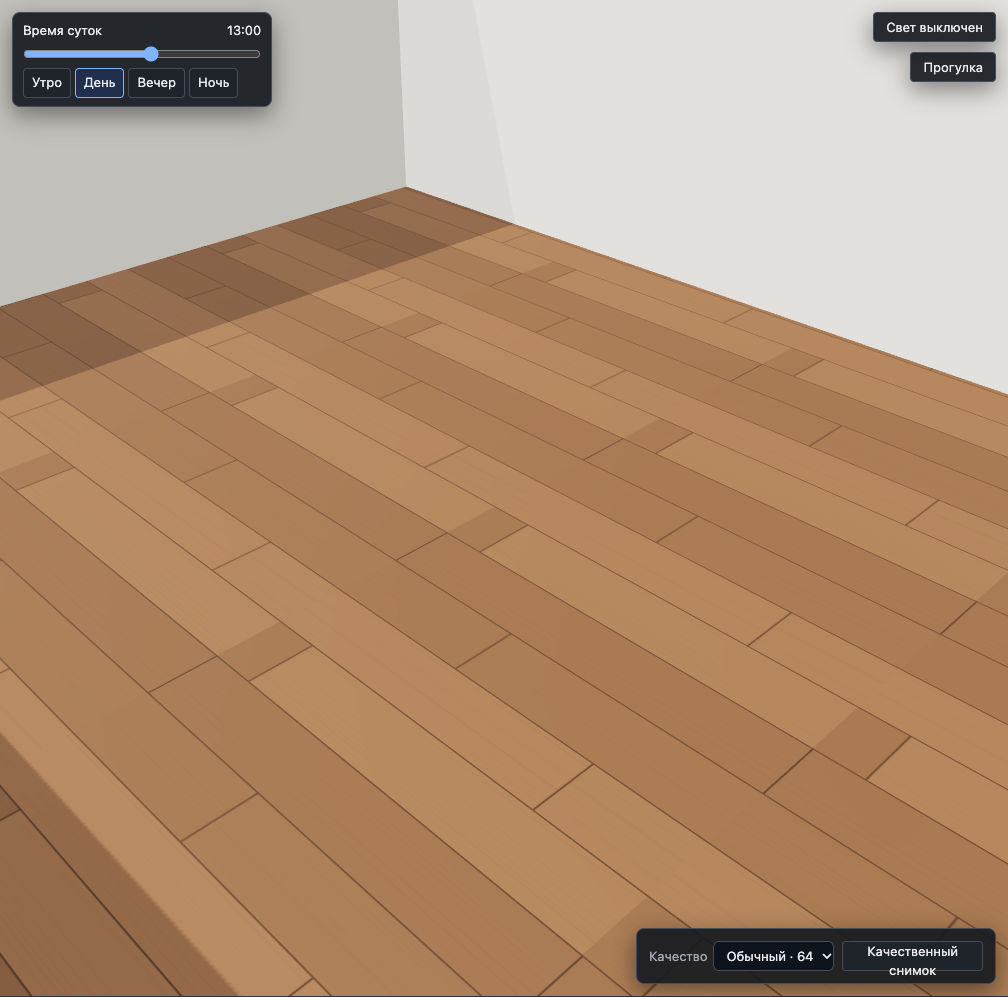 Время суток 13:00
Утро День Вечер Ночь
Свет выключен
Прогулка
Качество Обычный · 64 Качественный
снимок